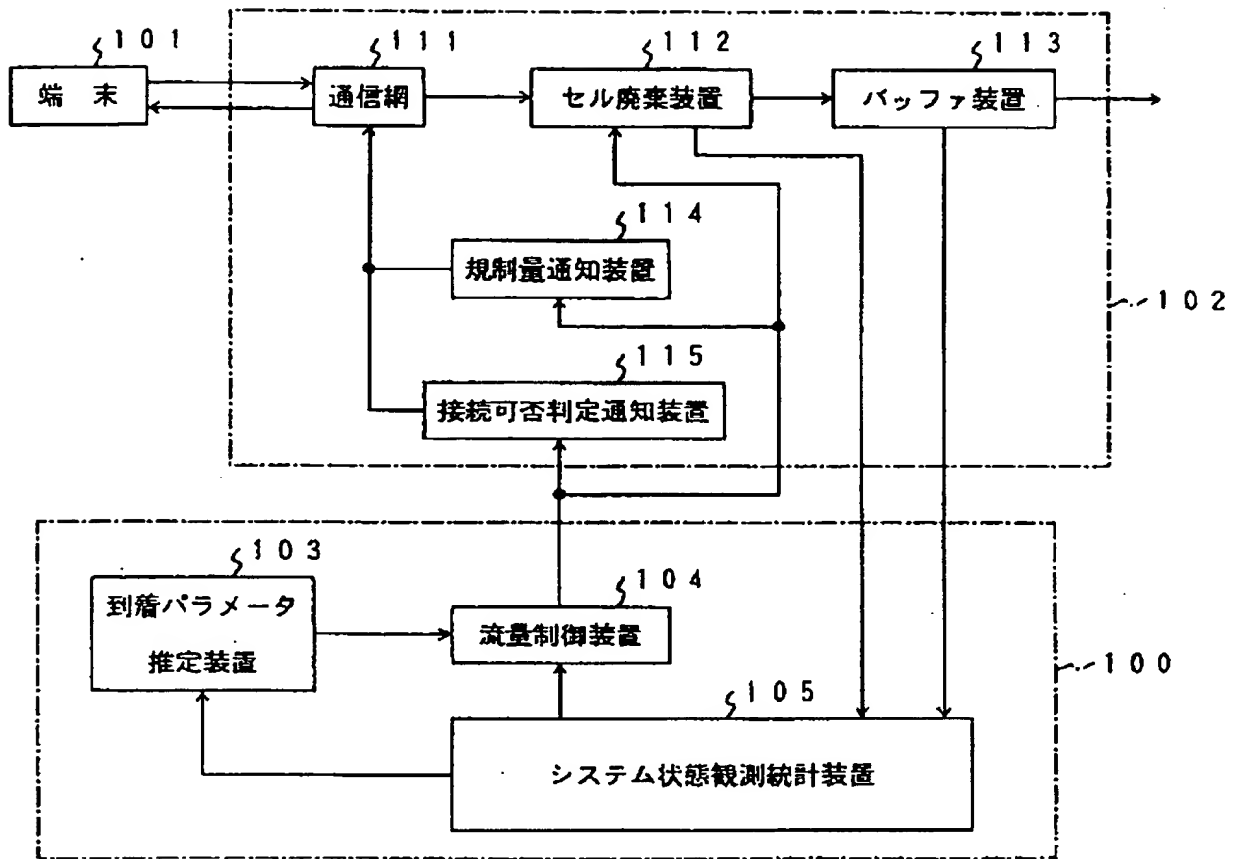 101
111
112
113
端末
通信網
セル廃棄装置
バッファ装置
114
規制量通知装置
102
115
接続可否判定通知装置
103
到着パラメータ
推定装置
104
流量制御装置
100
105
システム状態観測統計装置